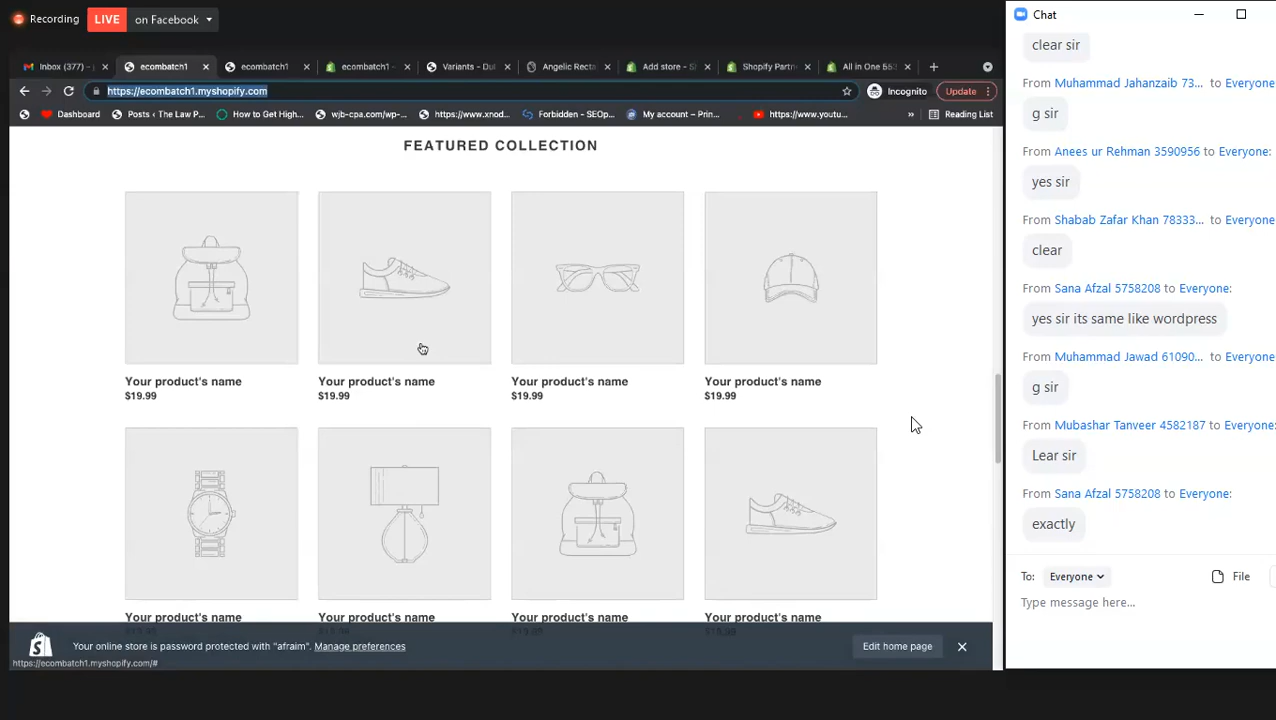 Recording
LIVE on Facebook
Inbox (377) –
ecombatch1
ecombatch1
ecombatch1 ·
Variants – Du
Angelic Recta
Add store – S
Shopify Partn
All in One 55
https://ecombatch1.myshopify.com
Incognito
Update
Dashboard
Posts ‹ The Law P...
How to Get High...
wjb-cpa.com/wp-...
https://www.xnod...
Forbidden - SEOp...
My account – Prin...
https://www.youtu...
»
Reading List
FEATURED COLLECTION
Your product's name
$19.99
Your product's name
$19.99
Your product's name
$19.99
Your product's name
$19.99
Your product's name
Your product's name
Your product's name
Your product's name
Your online store is password protected with "afraim". Manage preferences
Edit home page
https://ecombatch1.myshopify.com/#
Chat
clear sir
From Muhammad Jahanzaib 73... to Everyone
g sir
From Anees ur Rehman 3590956 to Everyone:
yes sir
From Shabab Zafar Khan 78333... to Everyone
clear
From Sana Afzal 5758208 to Everyone:
yes sir its same like wordpress
From Muhammad Jawad 61090... to Everyone
g sir
From Mubashar Tanveer 4582187 to Everyone:
Lear sir
From Sana Afzal 5758208 to Everyone:
exactly
To: Everyone
File
Type message here...